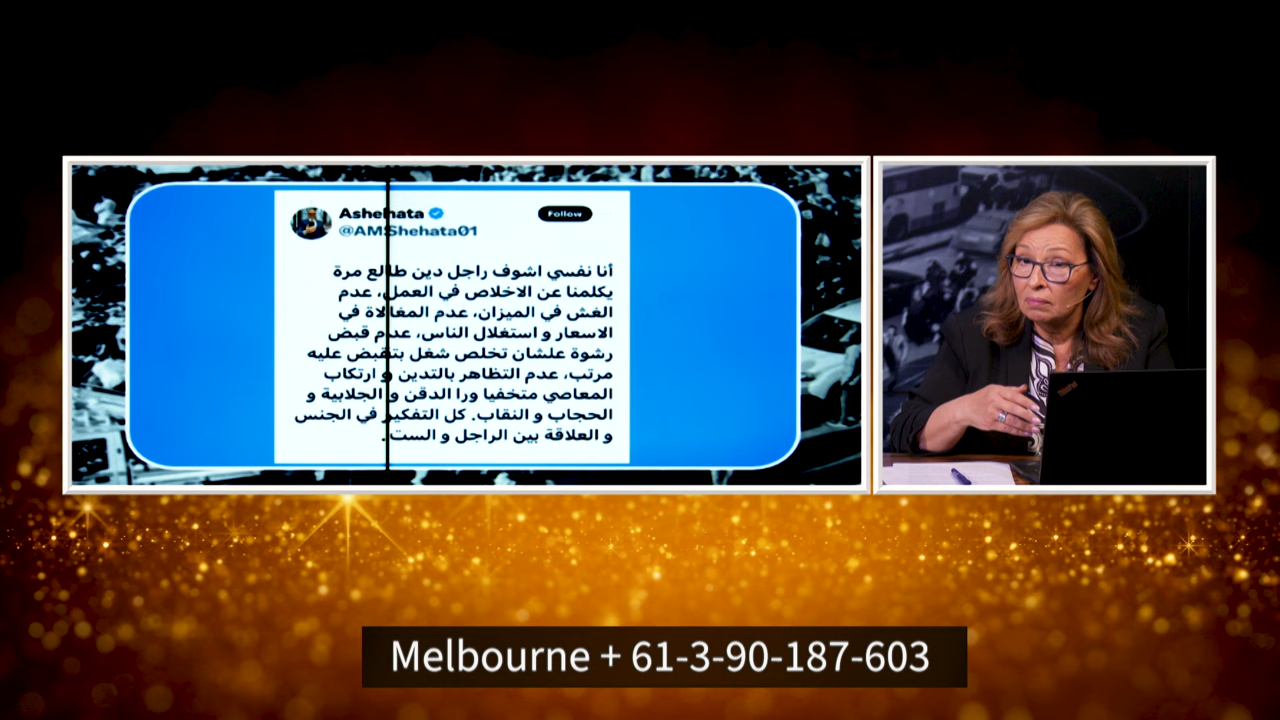 Ashehata
Follow
@AMShehata01
أنا نفسي اشوف راجل دين طالع مرة
يكلمنا عن الاخلاص في العمل، عدم
الغش في الميزان، عدم المغالاة في
الاسعار و استغلال الناس، عدم قبض
رشوة علشان تخلص شغل بتقبض عليه
مرتب، عدم التظاهر بالتدين و ارتكاب
المعاصي متخفيا ورا الدقن و الجلابية و
الحجاب و النقاب. كل التفكير في الجنس
و العلاقة بين الراجل و الست.
ThinkPad
Melbourne + 61-3-90-187-603